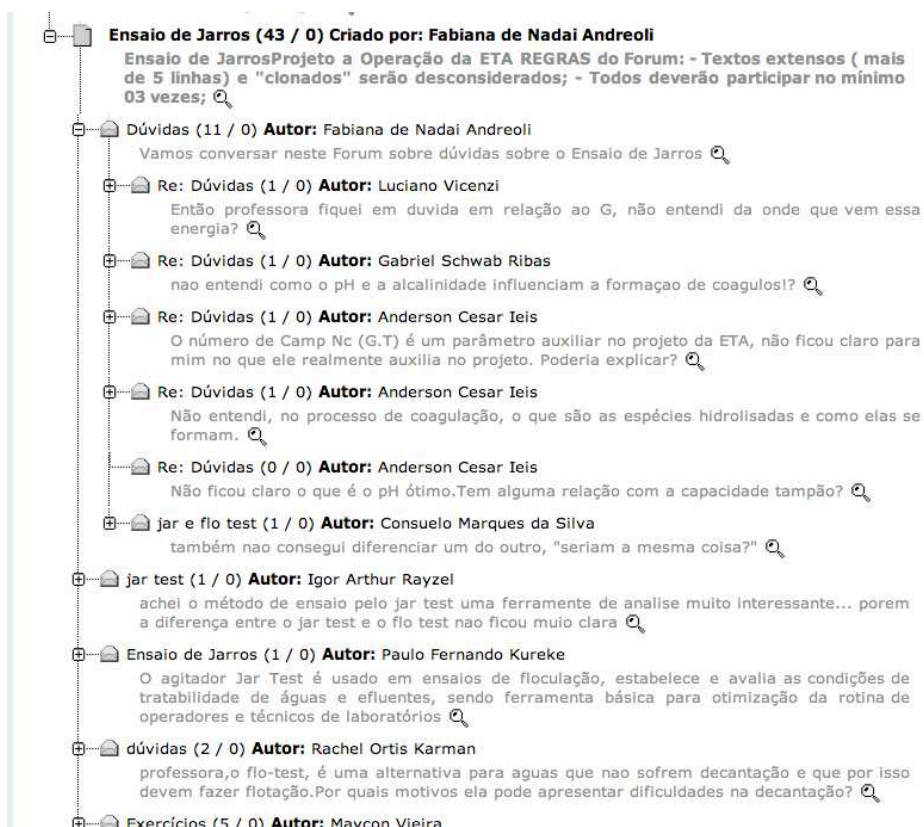 Ensaio de Jarros (43 / 0) Criado por: Fabiana de Nadai Andreoli
Ensaio de JarrosProjeto a Operação da ETA REGRAS do Forum: - Textos extensos ( mais
de 5 linhas) e "clonados" serão desconsiderados; - Todos deverão participar no mínimo
03 vezes;
Dúvidas (11 / 0) Autor: Fabiana de Nadai Andreoli
Vamos conversar neste Forum sobre dúvidas sobre o Ensaio de Jarros
Re: Dúvidas (1 / 0) Autor: Luciano Vicenzi
Então professora fiquei em duvida em relação ao G, não entendi da onde que vem essa
energia?
Re: Dúvidas (1 / 0) Autor: Gabriel Schwab Ribas
nao entendi como o pH e a alcalinidade influenciam a formaçao de coagulos!?
Re: Dúvidas (1 / 0) Autor: Anderson Cesar Ieis
O número de Camp Nc (G.T) é um parâmetro auxiliar no projeto da ETA, não ficou claro para
mim no que ele realmente auxilia no projeto. Poderia explicar?
Re: Dúvidas (1 / 0) Autor: Anderson Cesar Ieis
Não entendi, no processo de coagulação, o que são as espécies hidrolisadas e como elas se
formam.
Re: Dúvidas (0 / 0) Autor: Anderson Cesar Ieis
Não ficou claro o que é o pH ótimo.Tem alguma relação com a capacidade tampão?
jar e flo test (1 / 0) Autor: Consuelo Marques da Silva
também nao consegui diferenciar um do outro, "seriam a mesma coisa?"
jar test (1 / 0) Autor: Igor Arthur Rayzel
achei o método de ensaio pelo jar test uma ferramente de analise muito interessante... porem
a diferença entre o jar test e o flo test nao ficou muio clara
Ensaio de Jarros (1 / 0) Autor: Paulo Fernando Kureke
O agitador Jar Test é usado em ensaios de floculação, estabelece e avalia as condições de
tratabilidade de águas e efluentes, sendo ferramenta básica para otimização da rotina de
operadores e técnicos de laboratórios
dúvidas (2 / 0) Autor: Rachel Ortis Karman
professora,o flo-test, é uma alternativa para aguas que nao sofrem decantação e que por isso
devem fazer flotação.Por quais motivos ela pode apresentar dificuldades na decantação?
Exercícios (5 / 0) Autor: Maycon Vieira